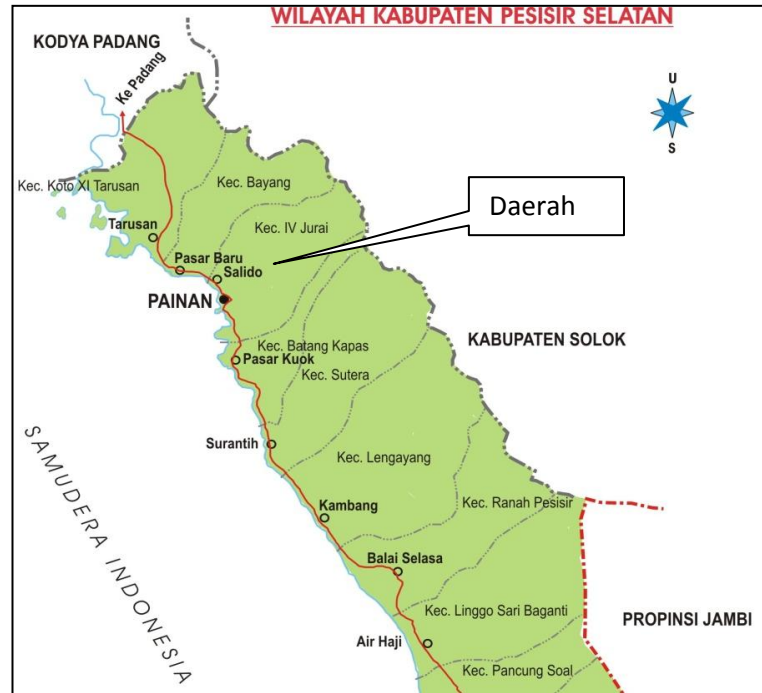 WILAYAH KABUPATEN PESISIR SELATAN
KODYA PADANG
Ke Padang
U
S
Kec. Koto XI Tarusan
Kec. Bayang
Daerah
Kec. IV Jurai
Tarusan
Pasar Baru
Salido
PAINAN
KABUPATEN SOLOK
Kec. Batang Kapas
Pasar Kuok
Kec. Sutera
SAMUDERA INDONESIA
Surantih
Kec. Lengayang
Kec. Ranah Pesisir
Kambang
Balai Selasa
Kec. Linggo Sari Baganti
PROPINSI JAMBI
Air Haji
Kec. Pancung Soal